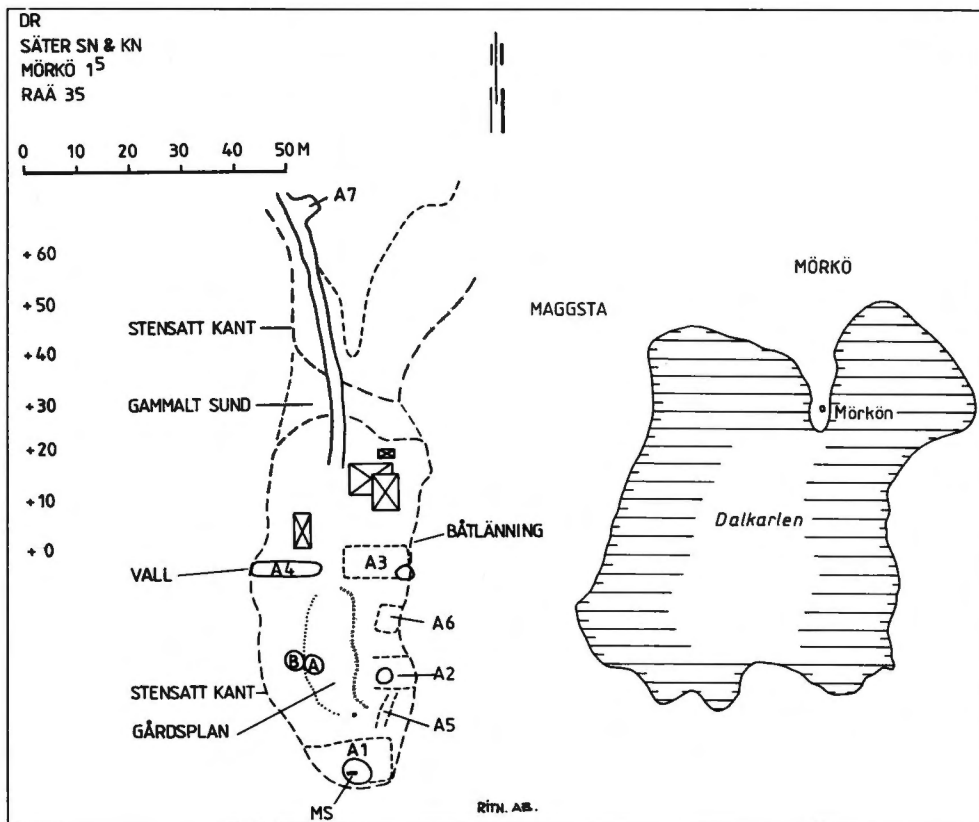 DR
SÄTER SN & KN
MÖRKÖ 1⁵
RAÄ 35
0 10 20 30 40 50 M
A7
+ 60
MÖRKÖ
+ 50
MAGGSTA
STENSATT KANT
+ 40
GAMMALT SUND
+ 30
Mörkön
+ 20
+ 10
Dalkarlen
BÅTLÄNNING
+ 0
A3
VALL
A4
A6
B A
A2
STENSATT KANT
GÅRDSPLAN
A5
A1
MS
RITN. AB.